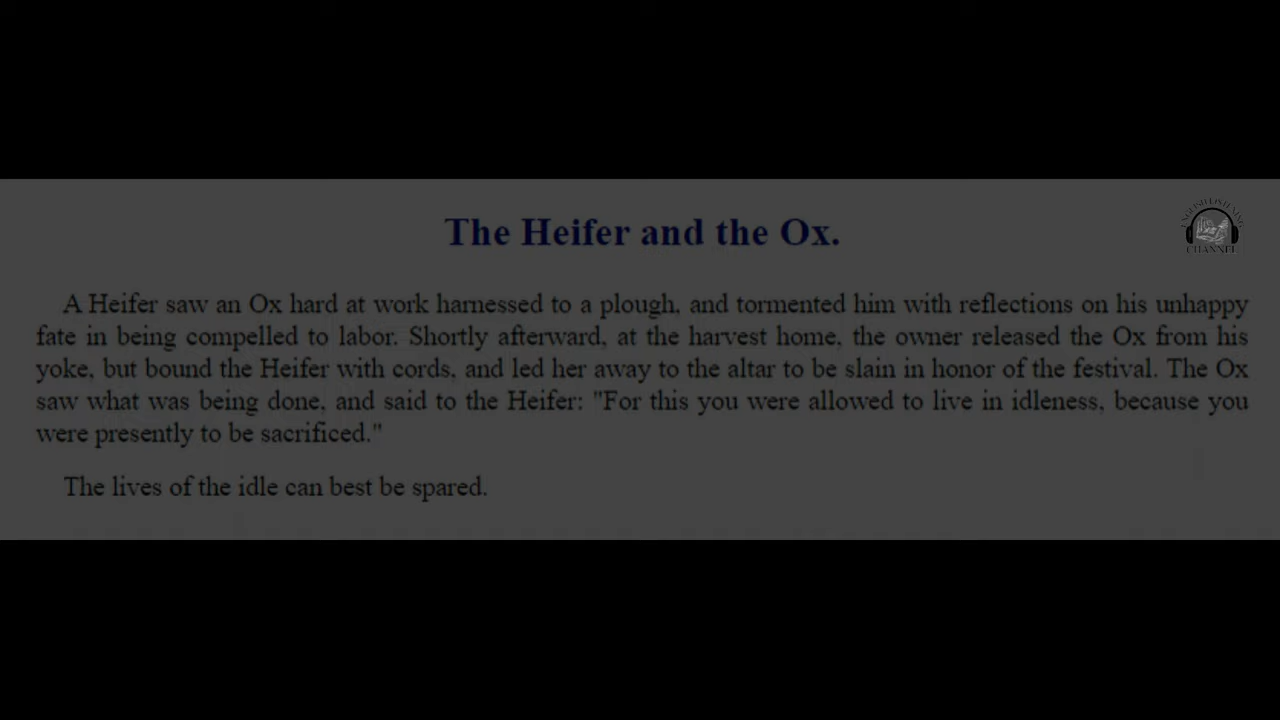 The Heifer and the Ox.
ENGLISH LISTENING
CHANNEL
A Heifer saw an Ox hard at work harnessed to a plough, and tormented him with reflections on his unhappy
fate in being compelled to labor. Shortly afterward, at the harvest home, the owner released the Ox from his
yoke, but bound the Heifer with cords, and led her away to the altar to be slain in honor of the festival. The Ox
saw what was being done, and said to the Heifer: "For this you were allowed to live in idleness, because you
were presently to be sacrificed."
The lives of the idle can best be spared.